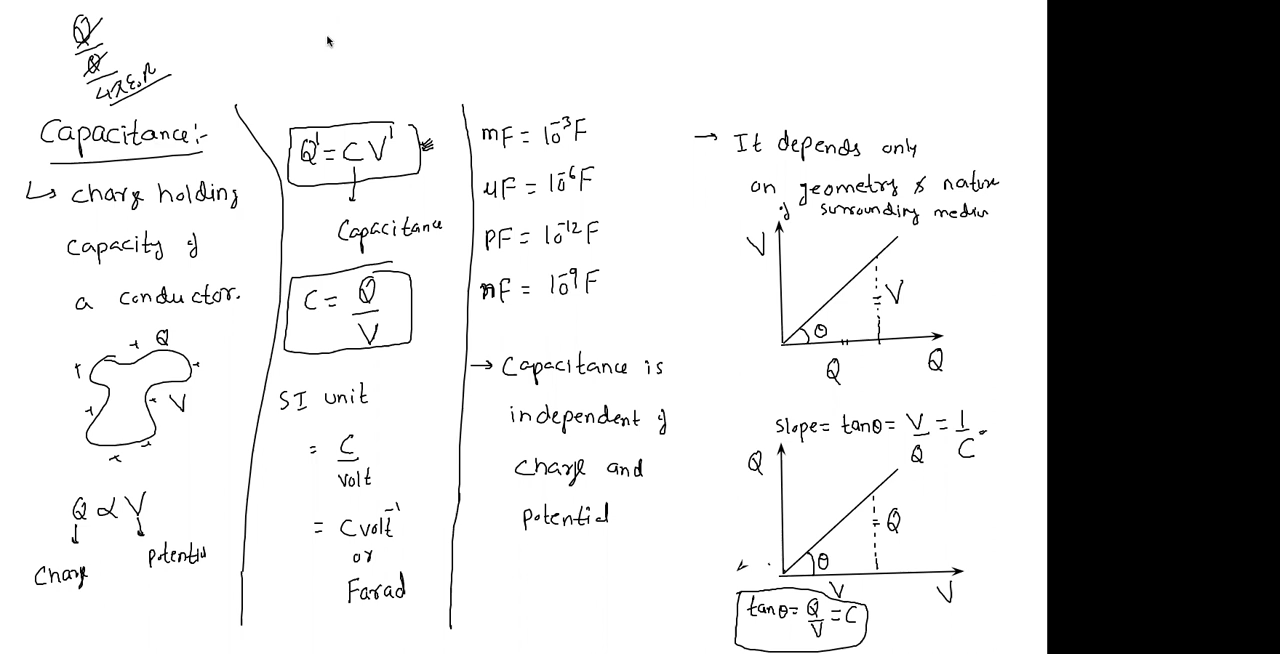 Q
Q
4πε₀r
Capacitance:-
↳ charge holding
capacity of
a conductor.
+ Q
+ +
+ + V
+ +
Q ∝ V
Charge
Q' = CV'
Capacitance
C = Q/V
SI unit
= C/volt
= C volt⁻¹
or
Farad
mF = 10⁻³F
μF = 10⁻⁶F
PF = 10⁻¹²F
nF = 10⁻⁹F
→ Capacitance is
independent of
charge and
potential
→ It depends only
on geometry & nature
of surrounding mediu
V
V
θ
Q
Q
Slope = tanθ = V/Q = 1/C.
Q
Q
θ
V
V
tanθ = Q/V = C